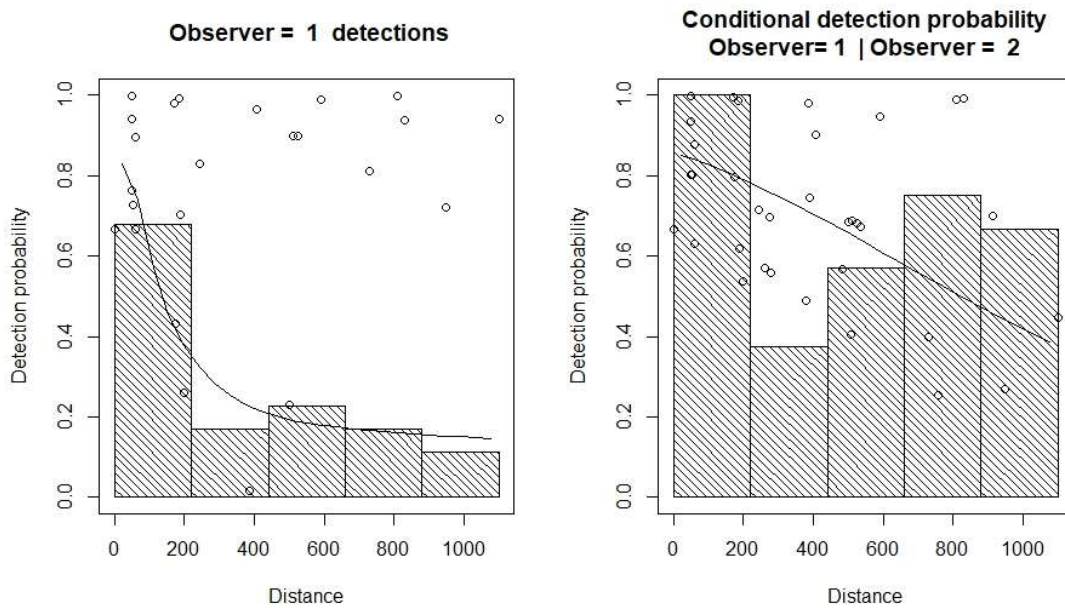 Observer = 1 detections
Detection probability
0.0 0.2 0.4 0.6 0.8 1.0
0 200 400 600 800 1000
Distance
Conditional detection probability
Observer= 1 | Observer = 2
Detection probability
0.0 0.2 0.4 0.6 0.8 1.0
0 200 400 600 800 1000
Distance